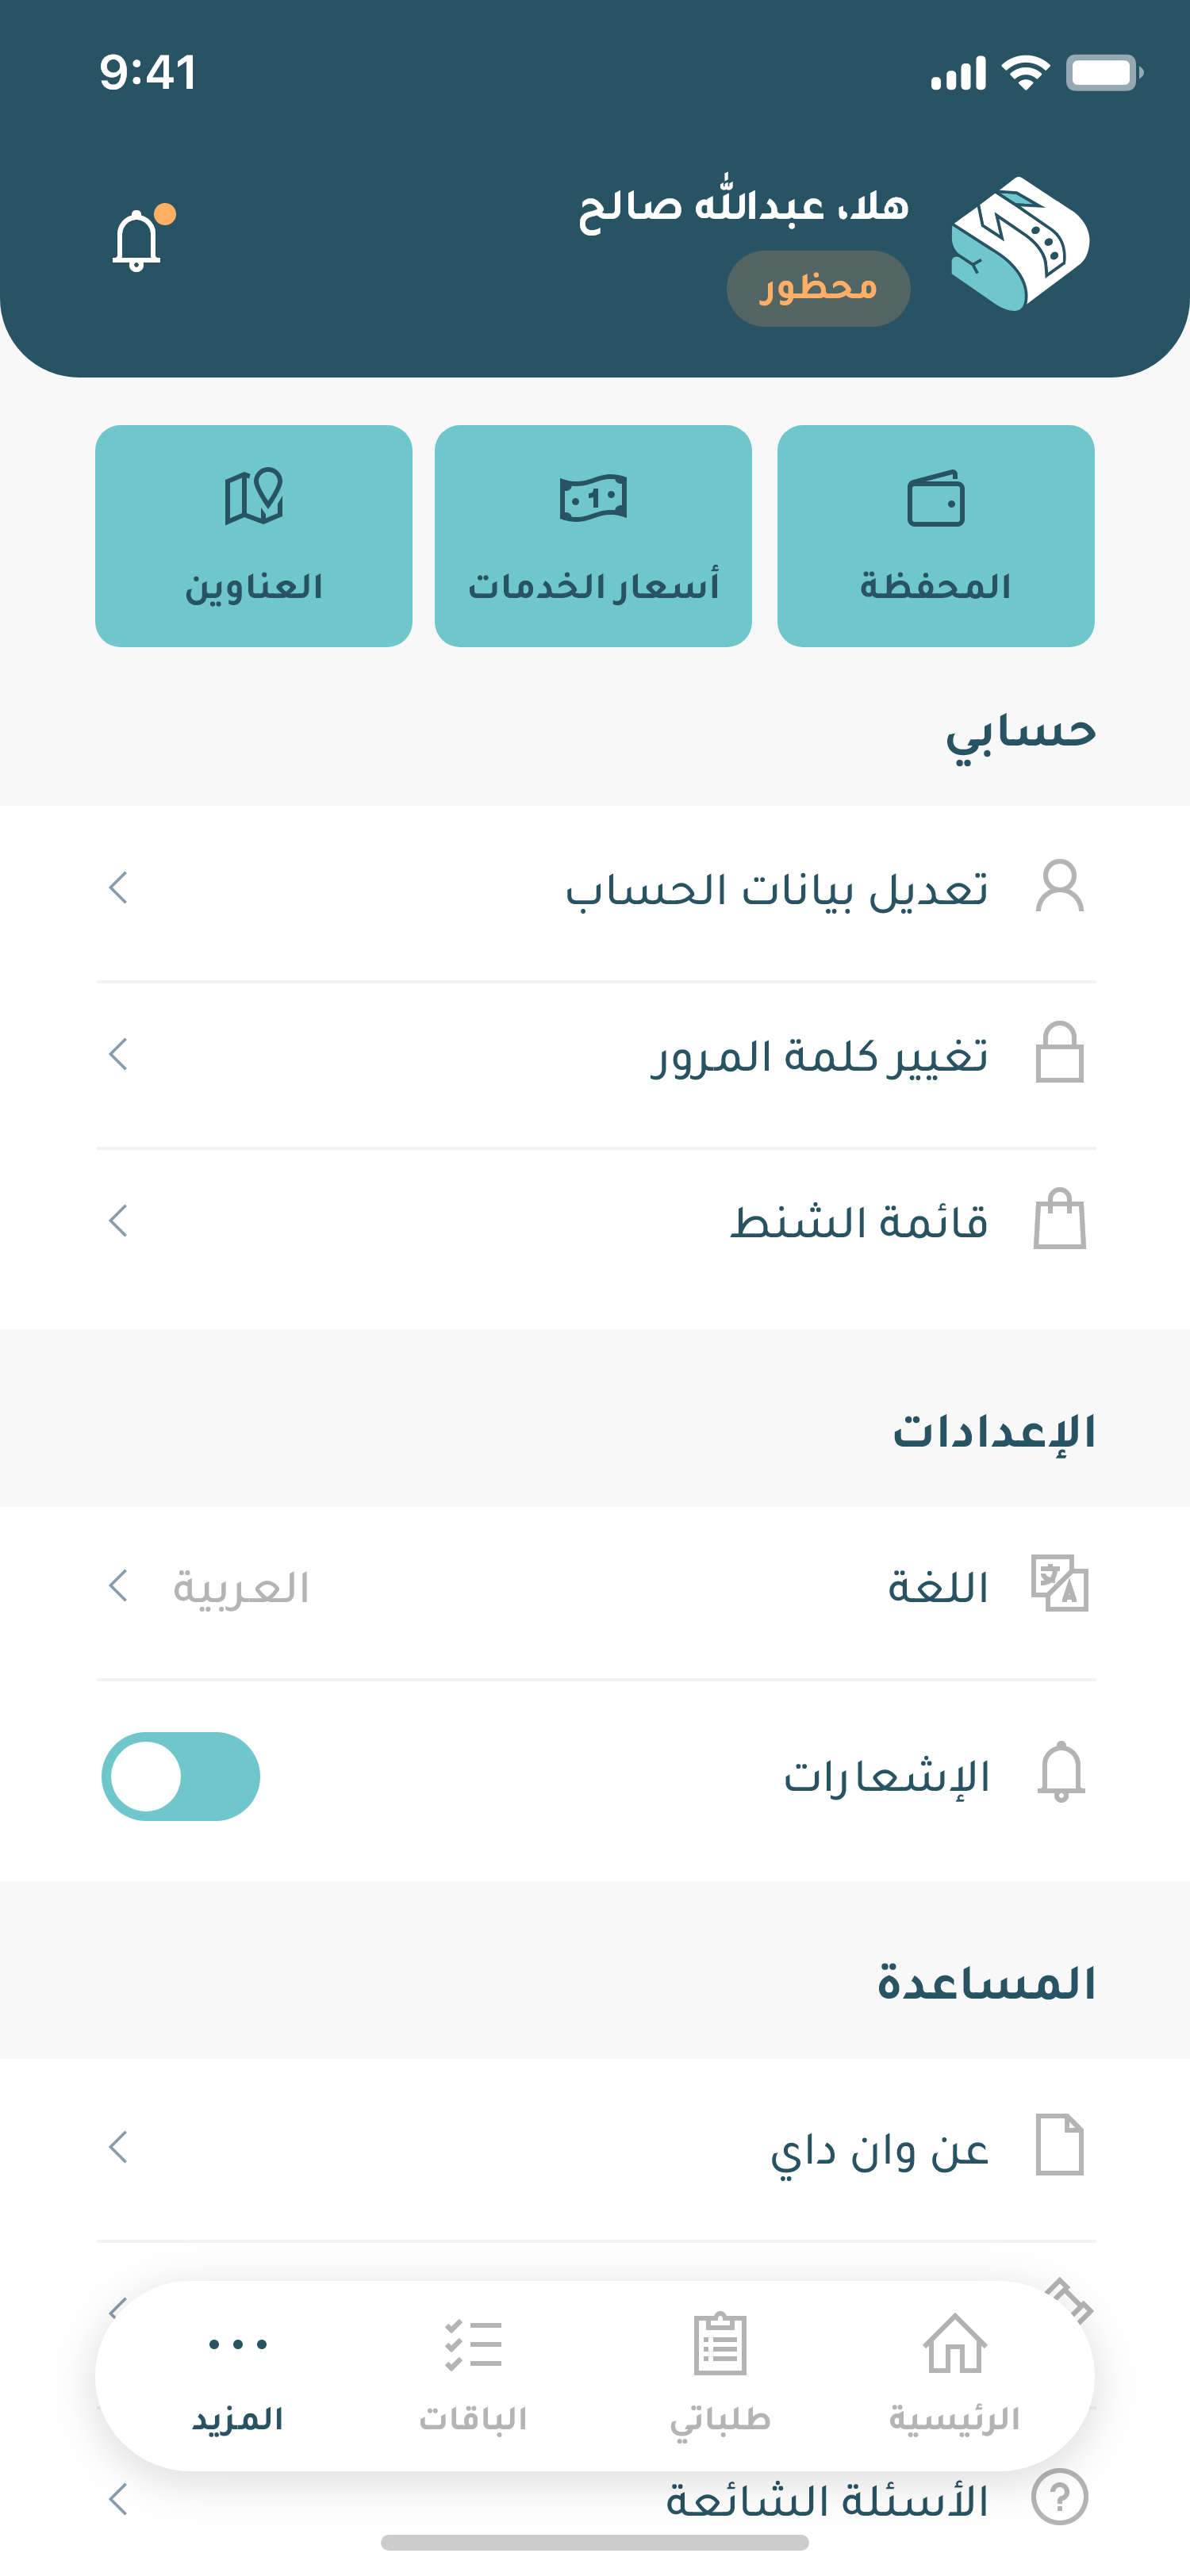 9:41
هلا، عبدالله صالح
محظور
المحفظة
أسعار الخدمات
العناوين
حسابي
تعديل بيانات الحساب
تغيير كلمة المرور
قائمة الشنط
الإعدادات
اللغة
العربية
الإشعارات
المساعدة
عن وان داي
الرئيسية
طلباتي
الباقات
المزيد
الأسئلة الشائعة